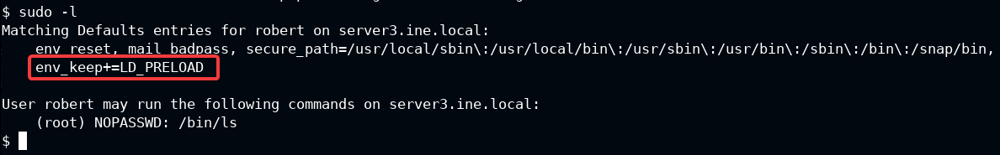 $ sudo -l
Matching Defaults entries for robert on server3.ine.local:
    env_reset, mail_badpass, secure_path=/usr/local/sbin\:/usr/local/bin\:/usr/sbin\:/usr/bin\:/sbin\:/bin\:/snap/bin,
    env_keep+=LD_PRELOAD
User robert may run the following commands on server3.ine.local:
    (root) NOPASSWD: /bin/ls
$